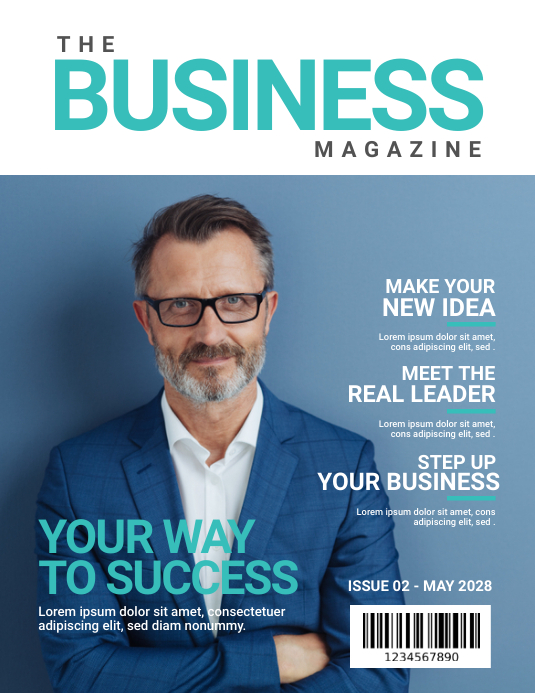 THE
BUSINESS
MAGAZINE
MAKE YOUR
NEW IDEA
Lorem ipsum dolor sit amet,
cons adipiscing elit, sed .
MEET THE
REAL LEADER
Lorem ipsum dolor sit amet,
cons adipiscing elit, sed .
STEP UP
YOUR BUSINESS
Lorem ipsum dolor sit amet, cons
adipiscing elit, sed .
YOUR WAY
TO SUCCESS
Lorem ipsum dolor sit amet, consectetuer
adipiscing elit, sed diam nonummy.
ISSUE 02 - MAY 2028
1234567890